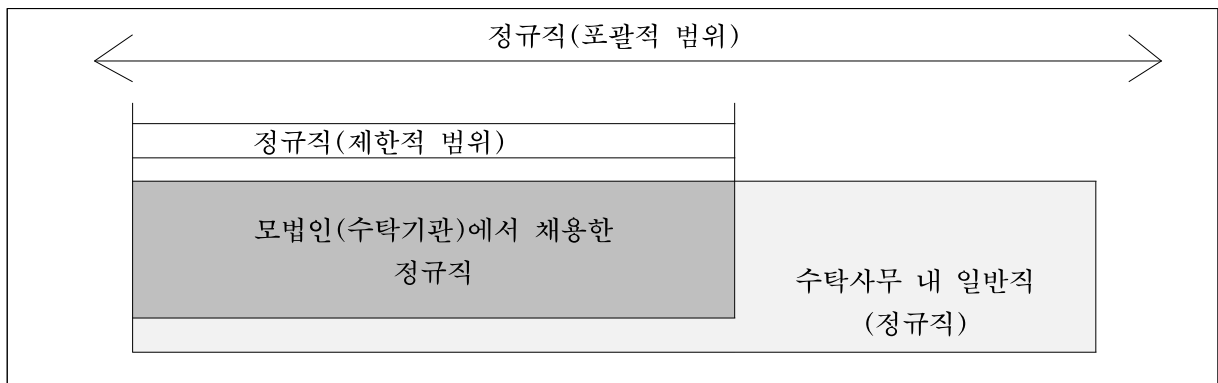 정규직(포괄적 범위)
정규직(제한적 범위)
모법인(수탁기관)에서 채용한
정규직
수탁사무 내 일반직
(정규직)